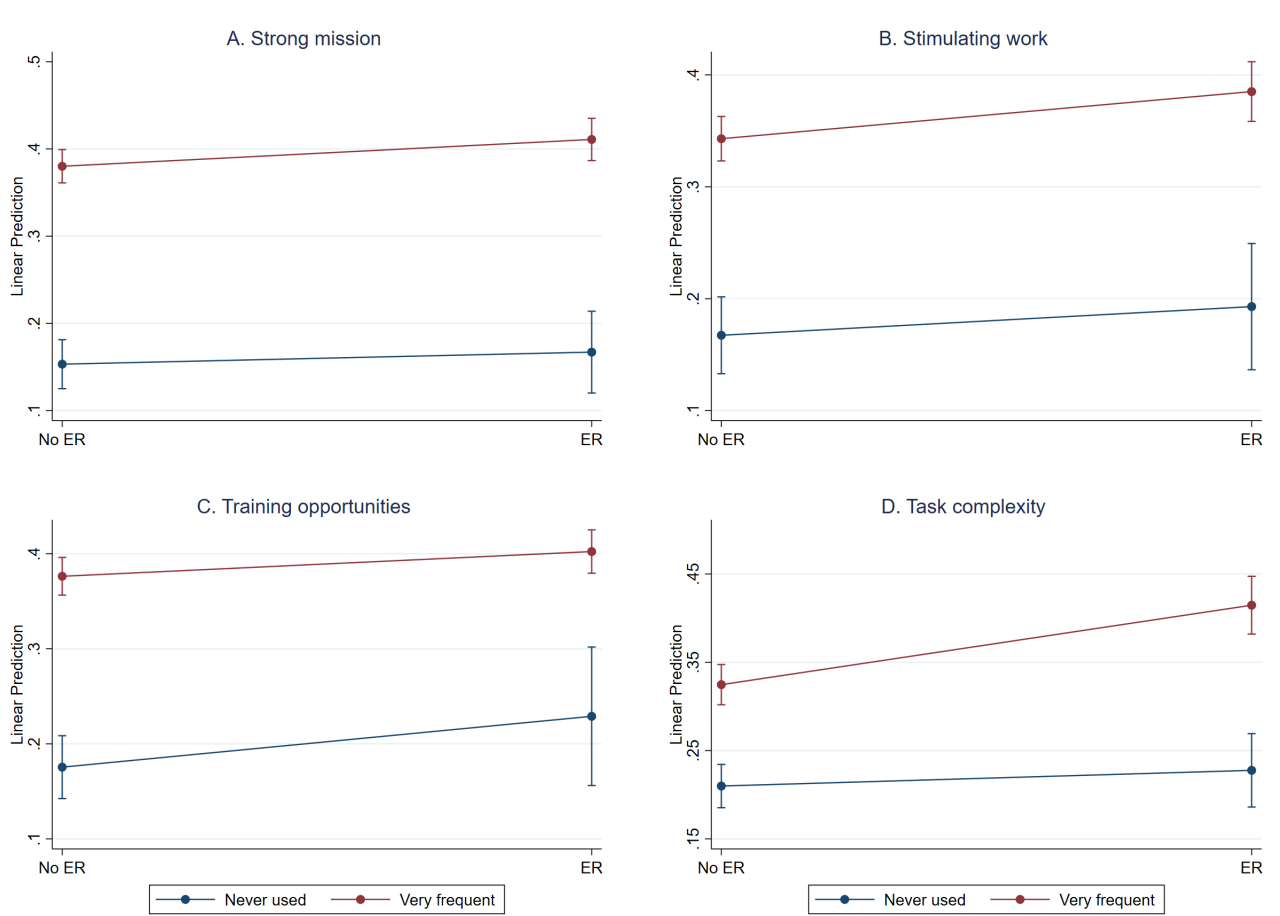 A. Strong mission
Linear Prediction
.5
.4
.3
.2
.1
No ER
ER
B. Stimulating work
Linear Prediction
.4
.3
.2
.1
No ER
ER
C. Training opportunities
Linear Prediction
.4
.3
.2
.1
No ER
ER
Never used
Very frequent
D. Task complexity
Linear Prediction
.45
.35
.25
.15
No ER
ER
Never used
Very frequent